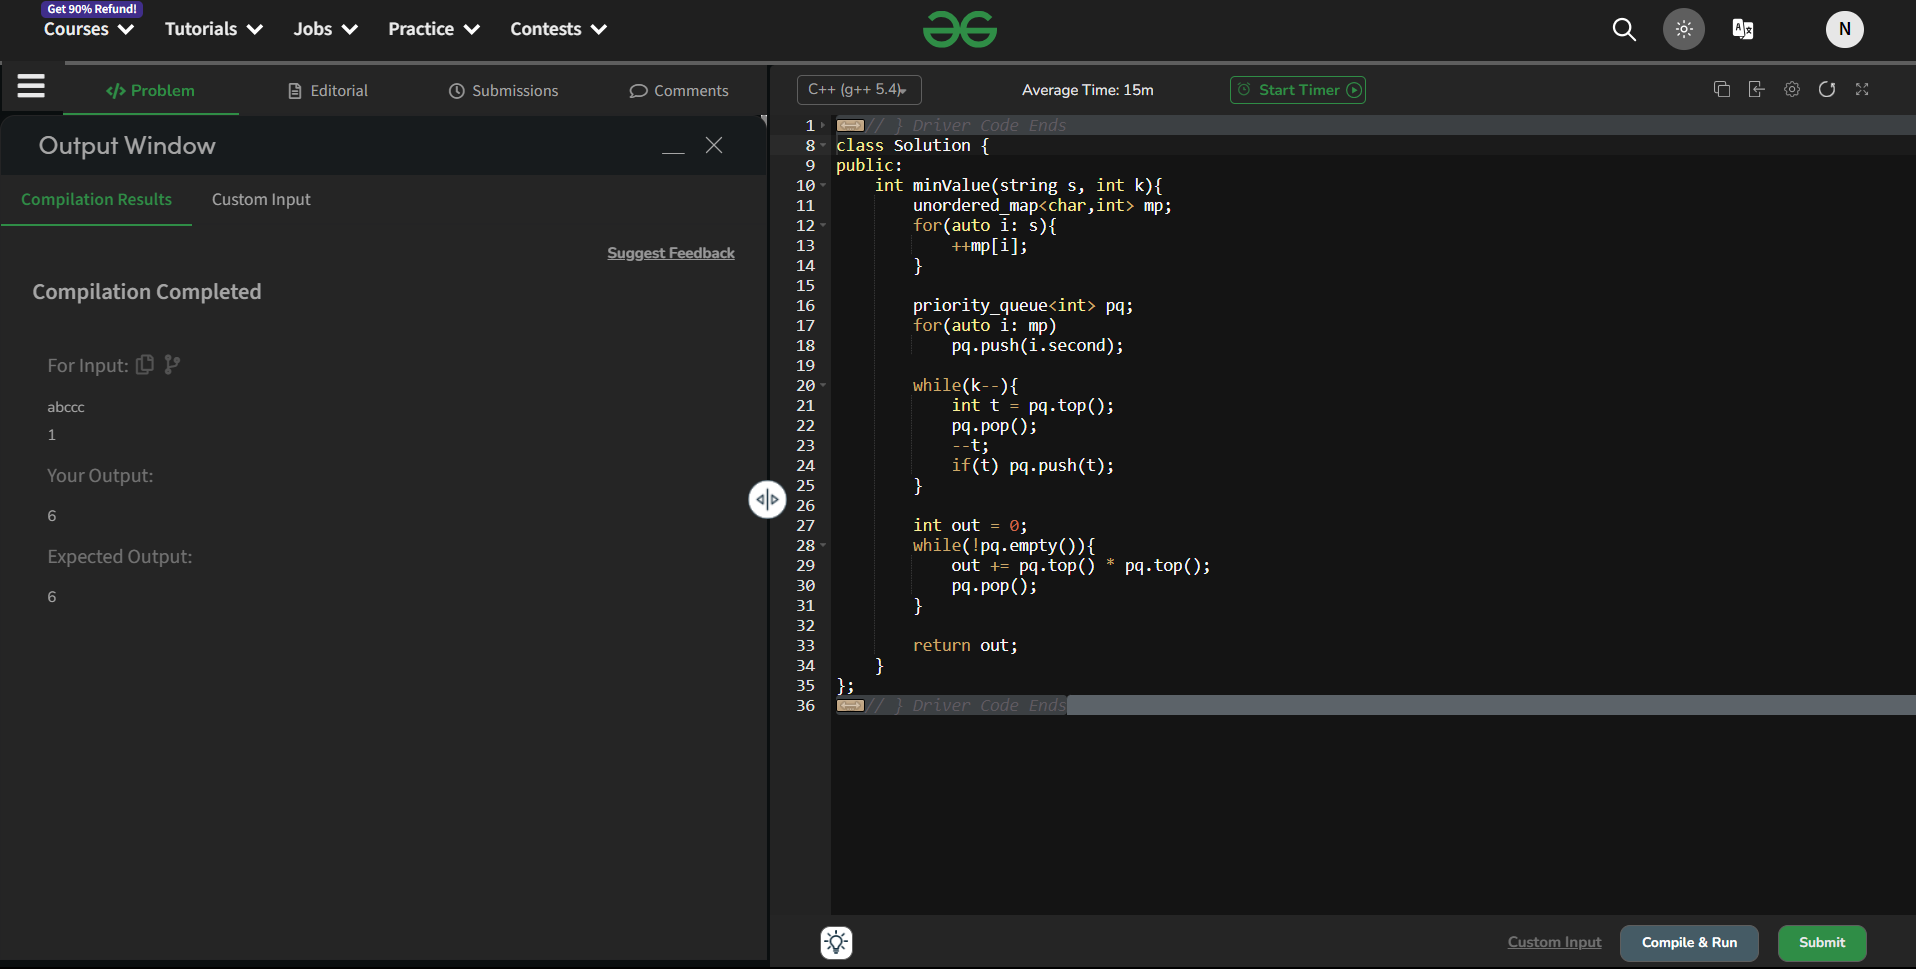 Get 90% Refund!
Courses Tutorials Jobs Practice Contests N
Problem Editorial Submissions Comments
C++ (g++ 5.4) Average Time: 15m Start Timer
Output Window
Compilation Results Custom Input
Suggest Feedback
Compilation Completed
For Input:
abccc
1
Your Output:
6
Expected Output:
6
1 // } Driver Code Ends
8 class Solution {
9 public:
10     int minValue(string s, int k){
11         unordered_map<char,int> mp;
12         for(auto i: s){
13             ++mp[i];
14         }
15
16         priority_queue<int> pq;
17         for(auto i: mp)
18             pq.push(i.second);
19
20         while(k--){
21             int t = pq.top();
22             pq.pop();
23             --t;
24             if(t) pq.push(t);
25         }
26
27         int out = 0;
28         while(!pq.empty()){
29             out += pq.top() * pq.top();
30             pq.pop();
31         }
32
33         return out;
34     }
35 };
36 // } Driver Code Ends
Custom Input Compile & Run Submit